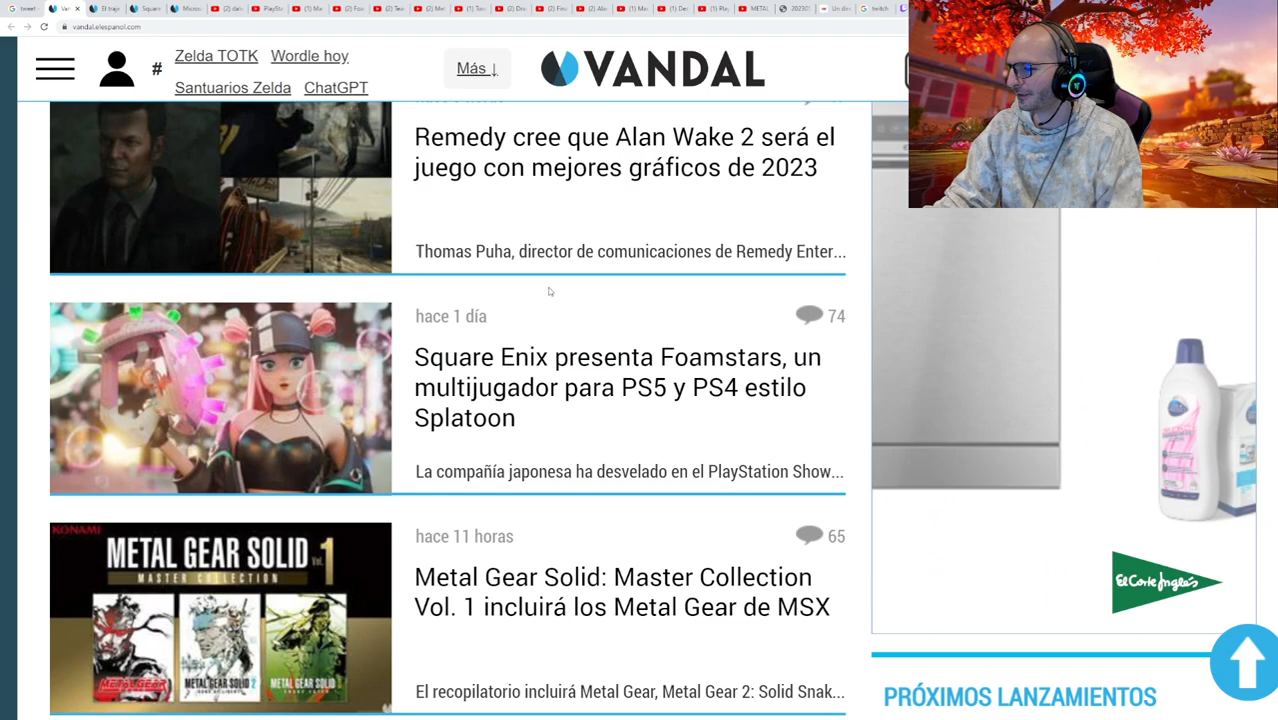 vandal.elespanol.com
#
Zelda TOTK
Wordle hoy
Santuarios Zelda
ChatGPT
Más ↓
VANDAL
Remedy cree que Alan Wake 2 será el
juego con mejores gráficos de 2023
Thomas Puha, director de comunicaciones de Remedy Enter...
hace 1 día
74
Square Enix presenta Foamstars, un
multijugador para PS5 y PS4 estilo
Splatoon
La compañía japonesa ha desvelado en el PlayStation Show...
KONAMI
METAL GEAR SOLID Vol. 1
MASTER COLLECTION
hace 11 horas
65
Metal Gear Solid: Master Collection
Vol. 1 incluirá los Metal Gear de MSX
El recopilatorio incluirá Metal Gear, Metal Gear 2: Solid Snak...
El Corte Inglés
PRÓXIMOS LANZAMIENTOS